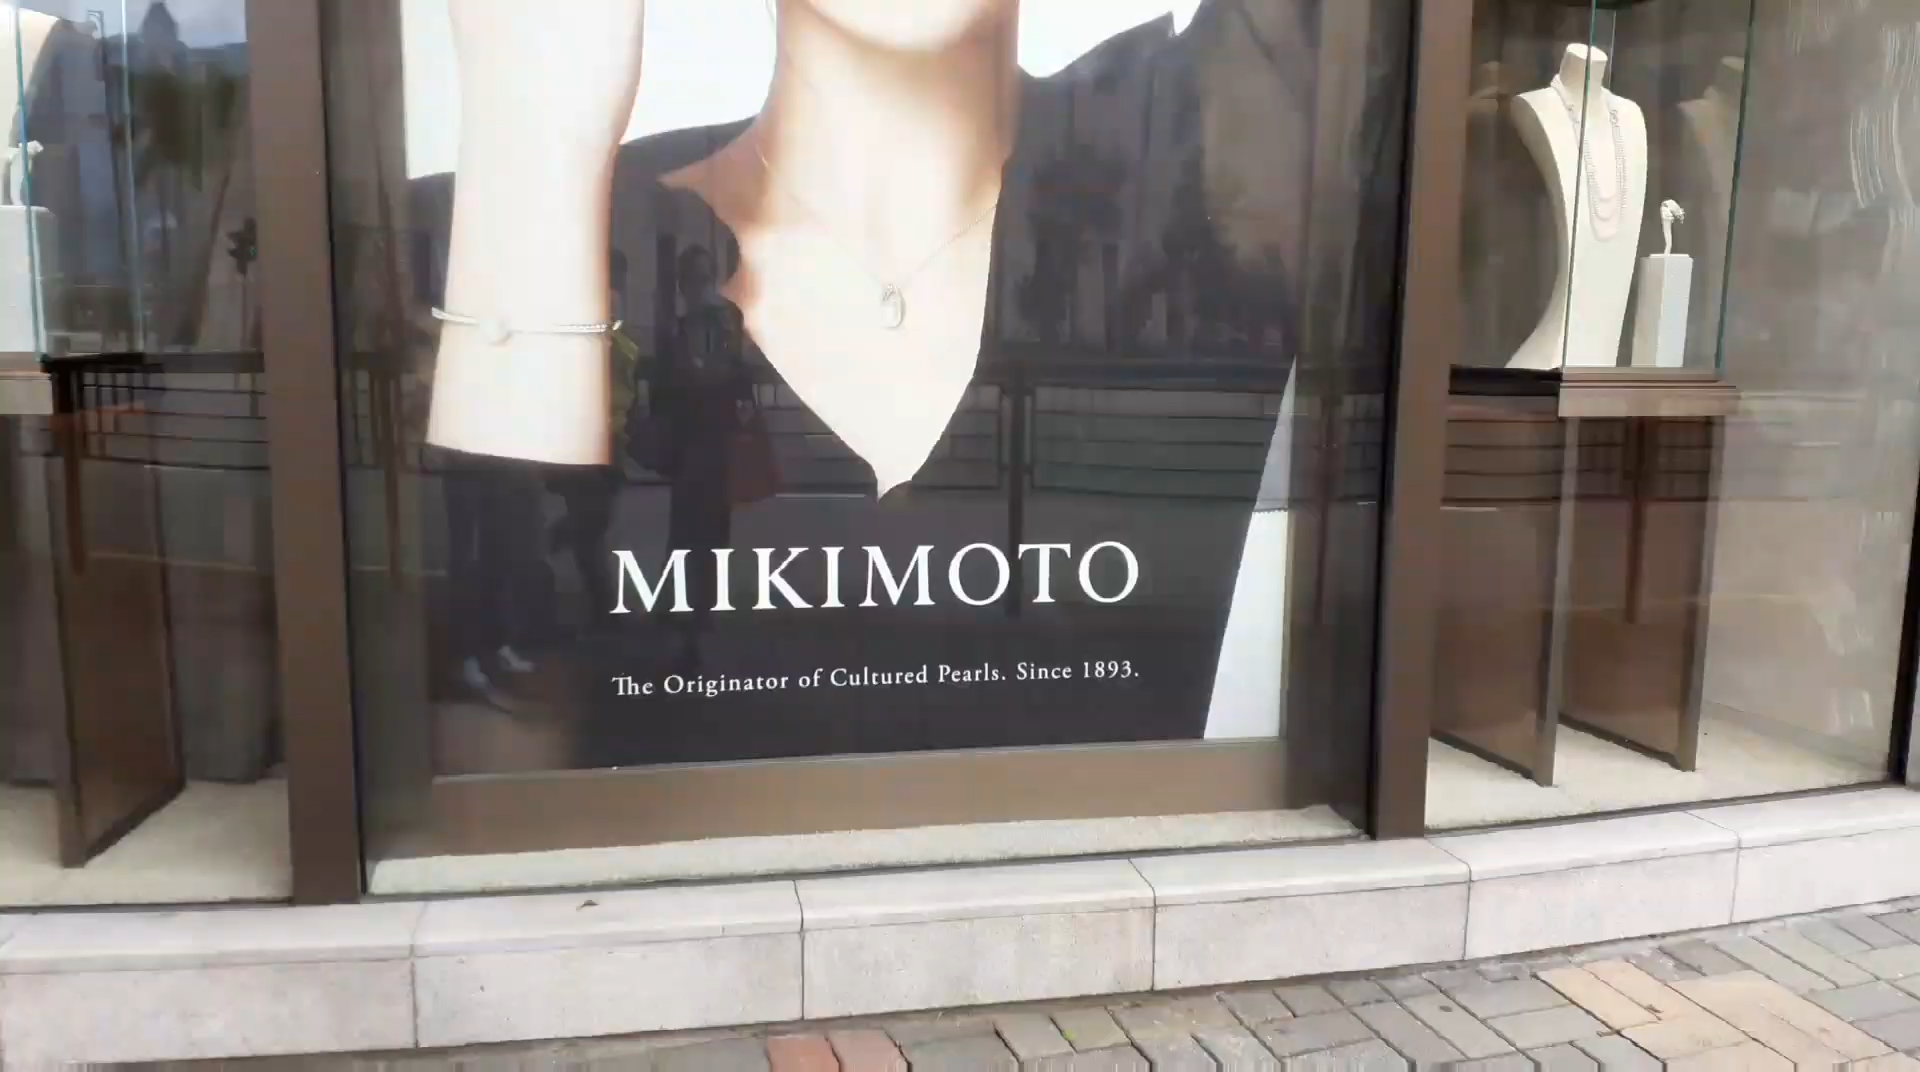 MIKIMOTO
The Originator of Cultured Pearls. Since 1893.